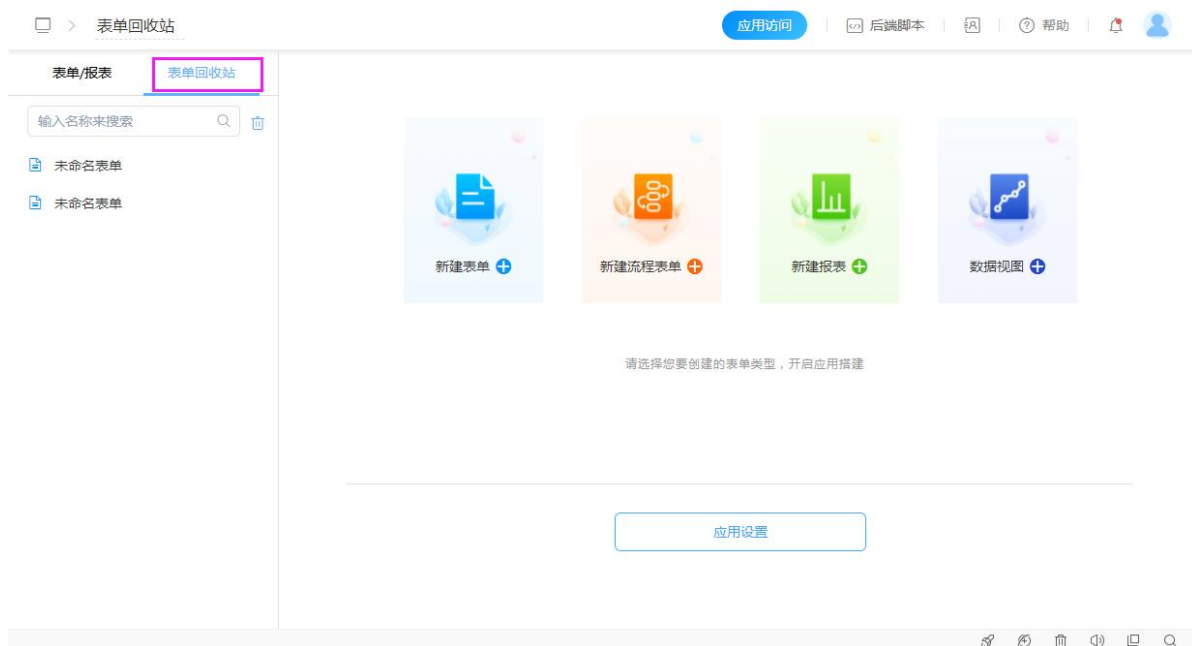 表单回收站
应用访问
后端脚本
帮助
表单/报表
表单回收站
输入名称来搜索
未命名表单
未命名表单
新建表单
新建流程表单
新建报表
数据视图
请选择您要创建的表单类型，开启应用搭建
应用设置